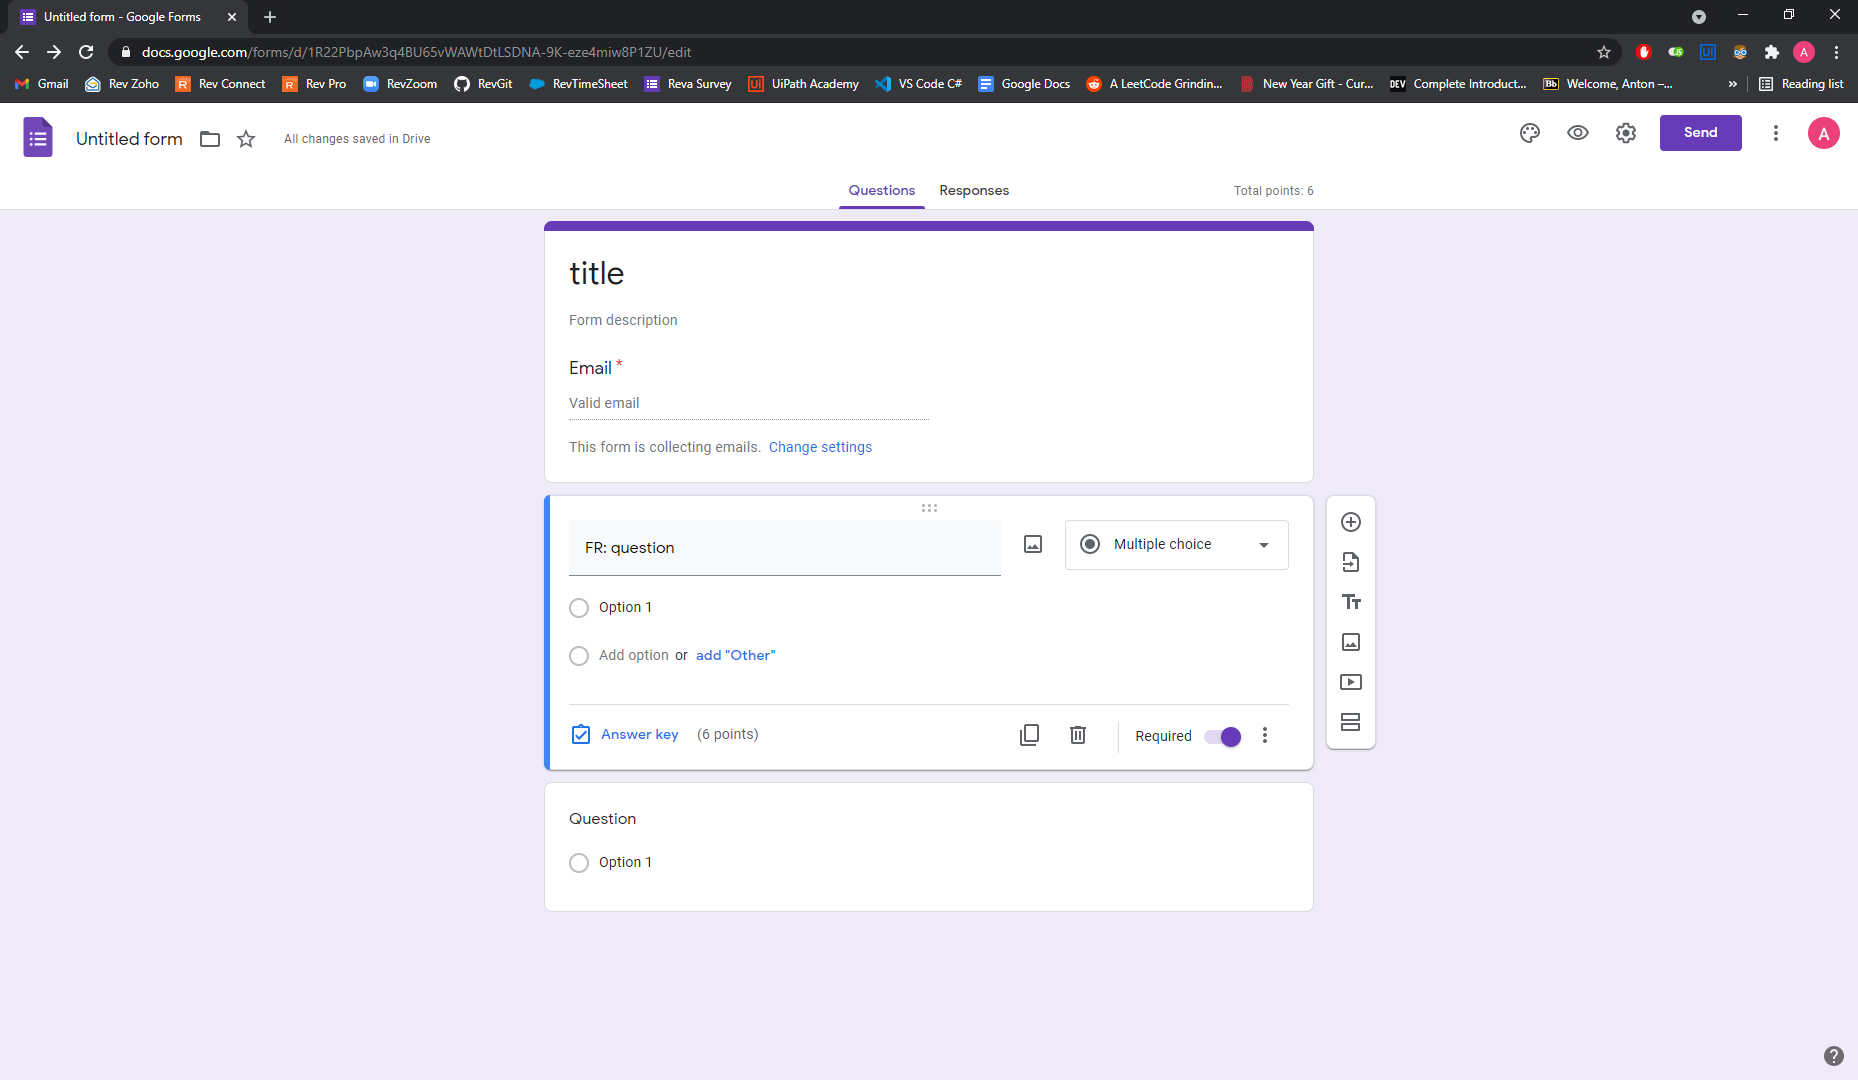 Untitled form - Google Forms
docs.google.com/forms/d/1R22PbpAw3q4BU65vWAWtDtLSDNA-9K-eze4miw8P1ZU/edit
Gmail Rev Zoho Rev Connect Rev Pro RevZoom RevGit RevTimeSheet Reva Survey UiPath Academy VS Code C# Google Docs A LeetCode Grindin... New Year Gift - Cur... DEV Complete Introduct... Bb Welcome, Anton –... » Reading list
Untitled form All changes saved in Drive Send A
Questions Responses Total points: 6
title
Form description
Email *
Valid email
This form is collecting emails. Change settings
FR: question Multiple choice
Option 1
Add option or add "Other"
Answer key (6 points) Required
Question
Option 1